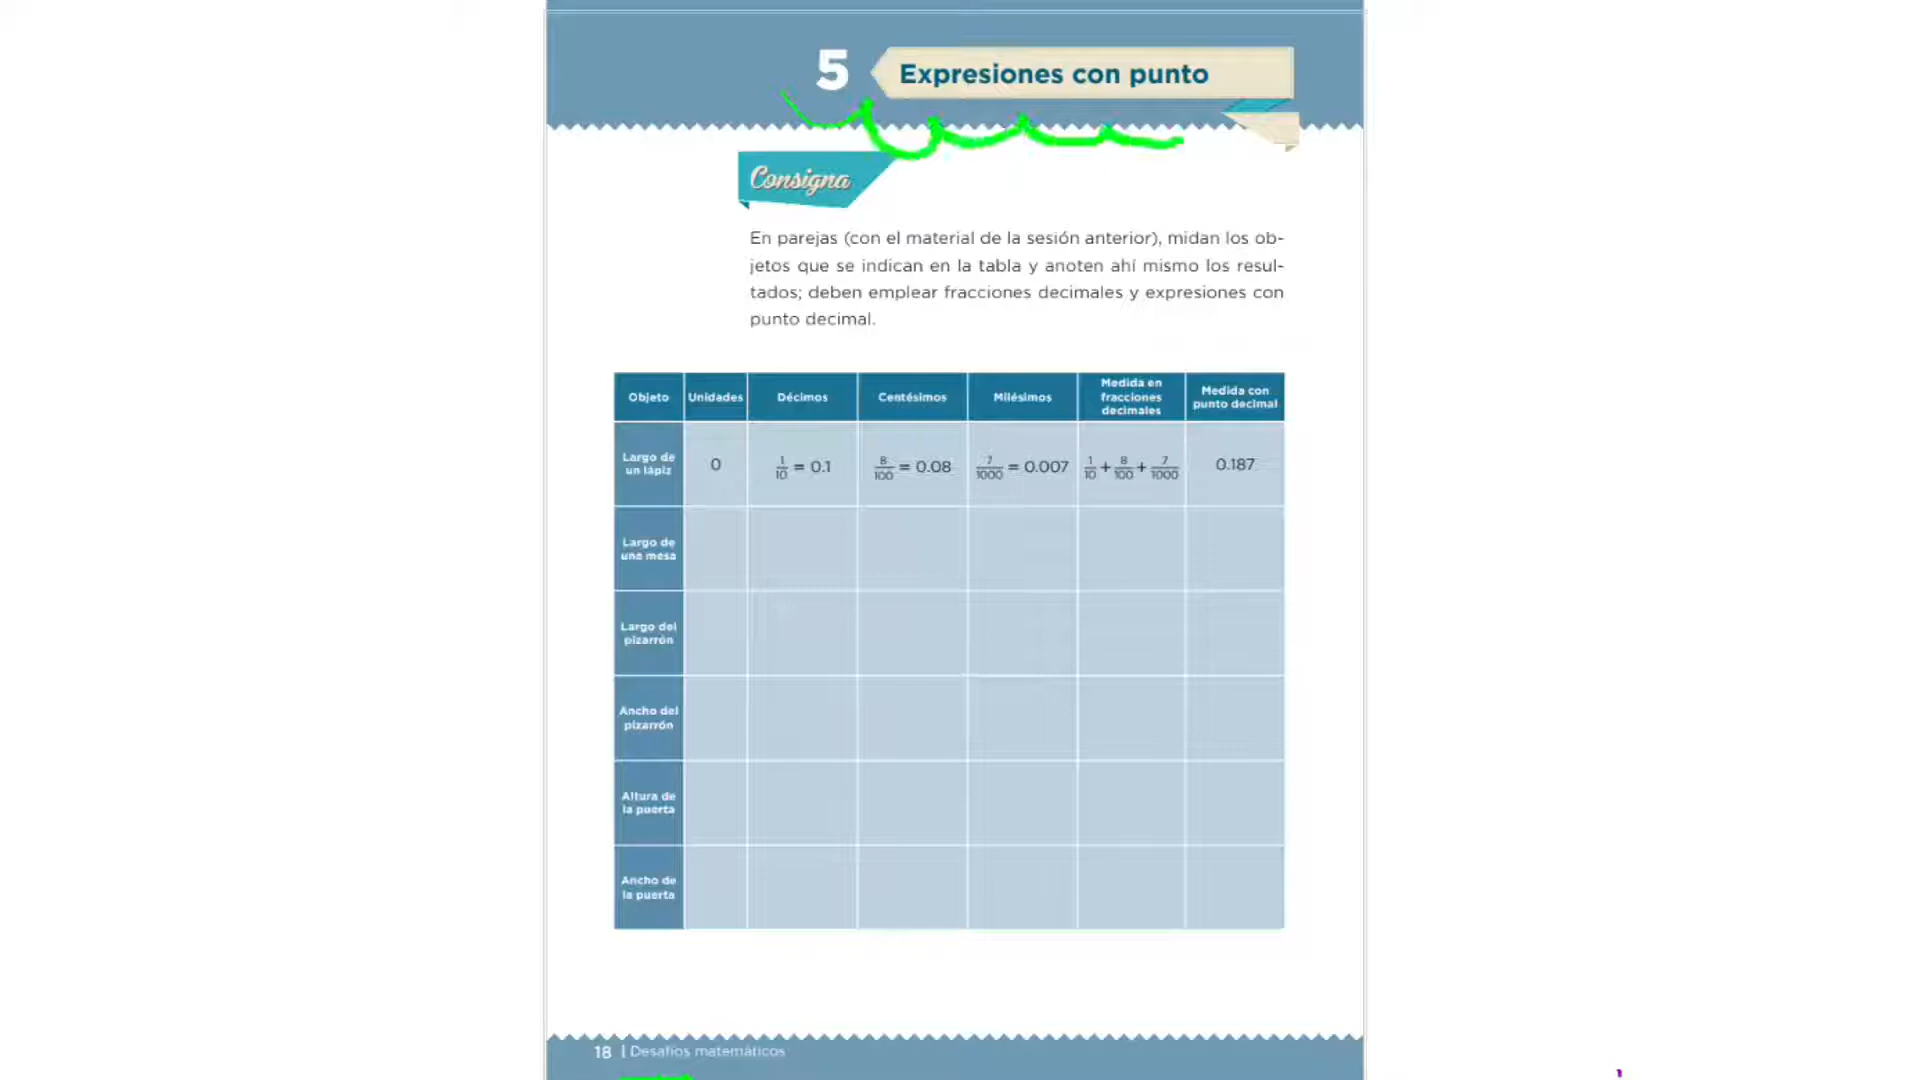 5
Expresiones con punto
Consigna
En parejas (con el material de la sesión anterior), midan los ob-
jetos que se indican en la tabla y anoten ahí mismo los resul-
tados; deben emplear fracciones decimales y expresiones con
punto decimal.
Objeto Unidades Décimos Centésimos Milésimos Medida en fracciones decimales Medida con punto decimal
Largo de un lápiz 0 1/10 = 0.1 8/100 = 0.08 7/1000 = 0.007 1/10 + 8/100 + 7/1000 0.187
Largo de
una mesa
Largo del
pizarrón
Ancho del
pizarrón
Altura de
la puerta
Ancho de
la puerta
18 | Desafíos matemáticos